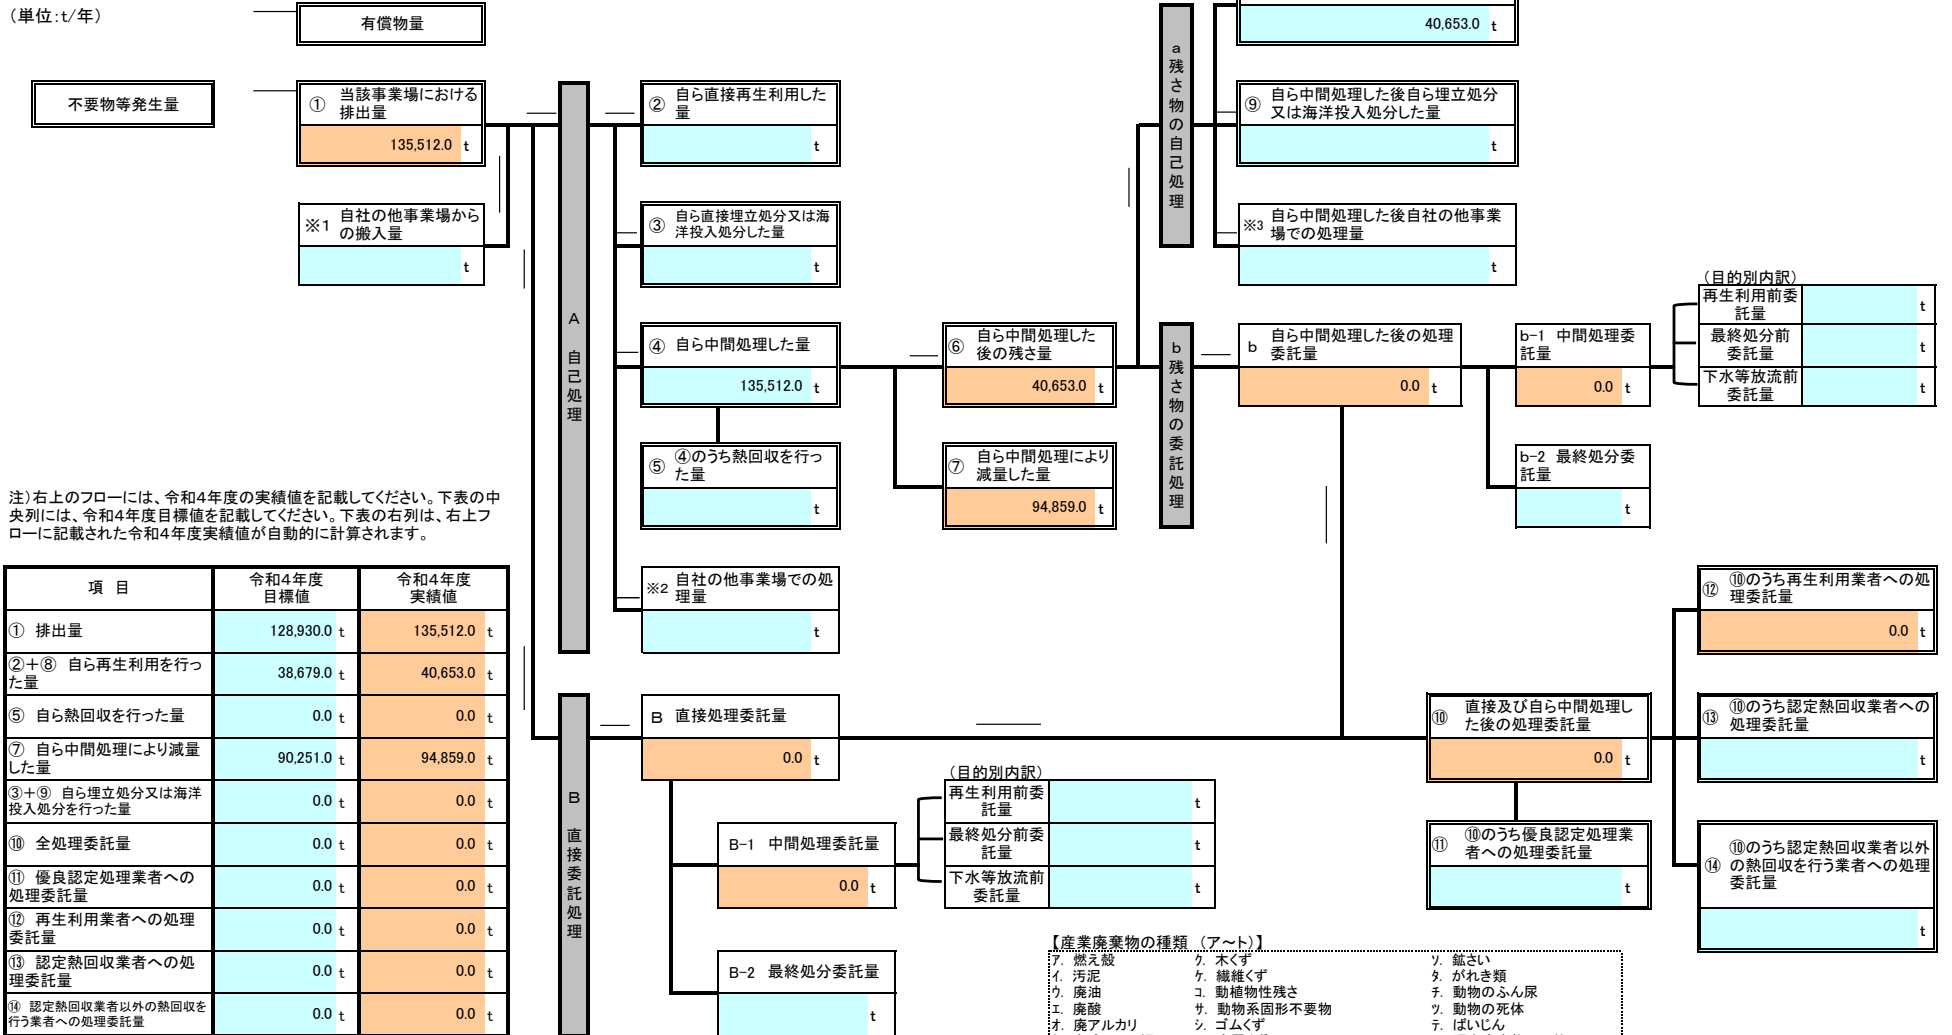 （単位:t/年）
有償物量
40,653.0 t
不要物等発生量
① 当該事業場における
排出量
135,512.0 t
② 自ら直接再生利用した
量
t
⑨ 自ら中間処理した後自ら埋立処分
又は海洋投入処分した量
t
a 残さ物の自己処理
※1 自社の他事業場から
の搬入量
t
③ 自ら直接埋立処分又は海
洋投入処分した量
t
※3 自ら中間処理した後自社の他事業
場での処理量
t
A 自己処理
④ 自ら中間処理した量
135,512.0 t
⑥ 自ら中間処理した
後の残さ量
40,653.0 t
b 残さ物の委託処理
b 自ら中間処理した後の処理
委託量
0.0 t
b-1 中間処理委
託量
0.0 t
（目的別内訳）
再生利用前委
託量
t
最終処分前
委託量
t
下水等放流前
委託量
t
⑤ ④のうち熱回収を行っ
た量
t
⑦ 自ら中間処理により
減量した量
94,859.0 t
b-2 最終処分委
託量
t
注）右上のフローには、令和4年度の実績値を記載してください。下表の中
央列には、令和4年度目標値を記載してください。下表の右列は、右上フ
ローに記載された令和4年度実績値が自動的に計算されます。
※2 自社の他事業場での処
理量
t
⑫ ⑩のうち再生利用業者への処
理委託量
0.0 t
項 目
令和4年度
目標値
令和4年度
実績値
① 排出量 128,930.0 t 135,512.0 t
②+⑧ 自ら再生利用を行っ
た量 38,679.0 t 40,653.0 t
⑤ 自ら熱回収を行った量 0.0 t 0.0 t
⑦ 自ら中間処理により減量
した量 90,251.0 t 94,859.0 t
③+⑨ 自ら埋立処分又は海洋
投入処分を行った量 0.0 t 0.0 t
⑩ 全処理委託量 0.0 t 0.0 t
⑪ 優良認定処理業者への
処理委託量 0.0 t 0.0 t
⑫ 再生利用業者への処理
委託量 0.0 t 0.0 t
⑬ 認定熱回収業者への処
理委託量 0.0 t 0.0 t
⑭ 認定熱回収業者以外の熱回収を
行う業者への処理委託量 0.0 t 0.0 t
B 直接委託処理
B 直接処理委託量
0.0 t
⑩ 直接及び自ら中間処理し
た後の処理委託量
0.0 t
⑬ ⑩のうち認定熱回収業者への
処理委託量
t
（目的別内訳）
再生利用前委
託量
t
最終処分前委
託量
t
下水等放流前
委託量
t
B-1 中間処理委託量
0.0 t
⑪ ⑩のうち優良認定処理業
者への処理委託量
t
⑭ ⑩のうち認定熱回収業者以外
の熱回収を行う業者への処理
委託量
t
B-2 最終処分委託量
t
【産業廃棄物の種類 （ア～ト）】
ア. 燃え殻 ク. 木くず ソ. 鉱さい
イ. 汚泥 ケ. 繊維くず タ. がれき類
ウ. 廃油 コ. 動植物性残さ チ. 動物のふん尿
エ. 廃酸 サ. 動物系固形不要物 ツ. 動物の死体
オ. 廃アルカリ シ. ゴムくず テ. ばいじん